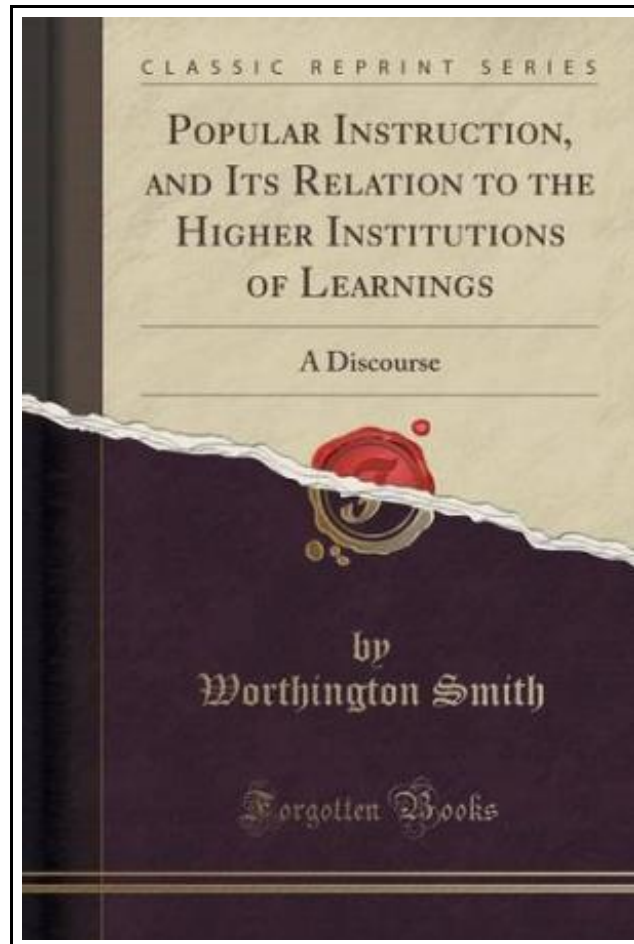 CLASSIC REPRINT SERIES
POPULAR INSTRUCTION,
AND ITS RELATION TO THE
HIGHER INSTITUTIONS
OF LEARNINGS
A Discourse
by
Worthington Smith
Forgotten Books